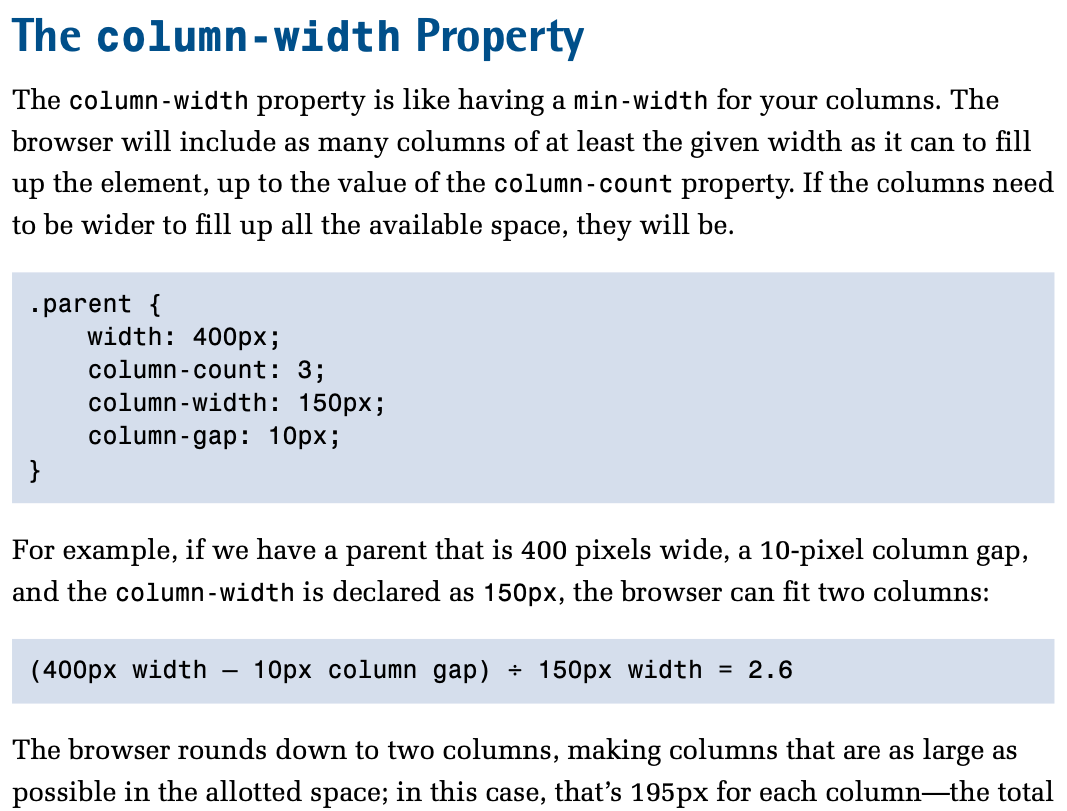 The column-width Property
The column-width property is like having a min-width for your columns. The
browser will include as many columns of at least the given width as it can to fill
up the element, up to the value of the column-count property. If the columns need
to be wider to fill up all the available space, they will be.
.parent {
    width: 400px;
    column-count: 3;
    column-width: 150px;
    column-gap: 10px;
}
For example, if we have a parent that is 400 pixels wide, a 10-pixel column gap,
and the column-width is declared as 150px, the browser can fit two columns:
(400px width – 10px column gap) ÷ 150px width = 2.6
The browser rounds down to two columns, making columns that are as large as
possible in the allotted space; in this case, that’s 195px for each column—the total